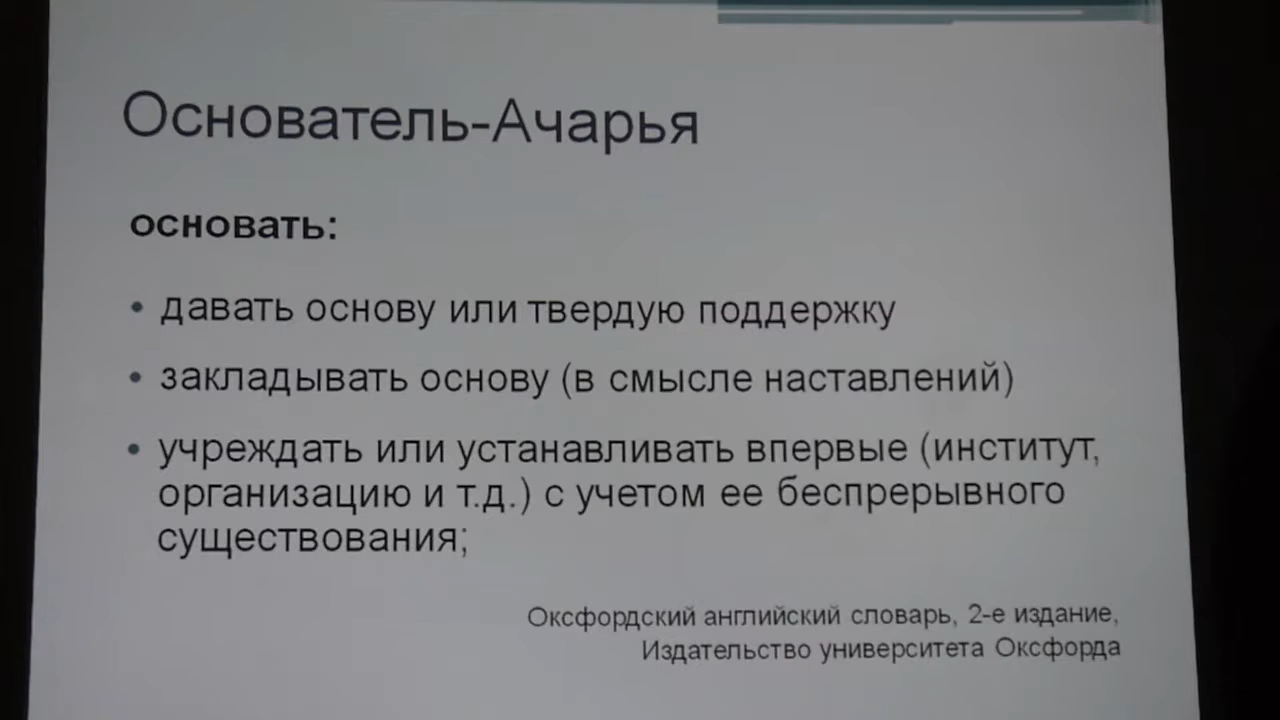 Основатель-Ачарья
основать:
• давать основу или твердую поддержку
• закладывать основу (в смысле наставлений)
• учреждать или устанавливать впервые (институт,
организацию и т.д.) с учетом ее беспрерывного
существования;
Оксфордский английский словарь, 2-е издание,
Издательство университета Оксфорда